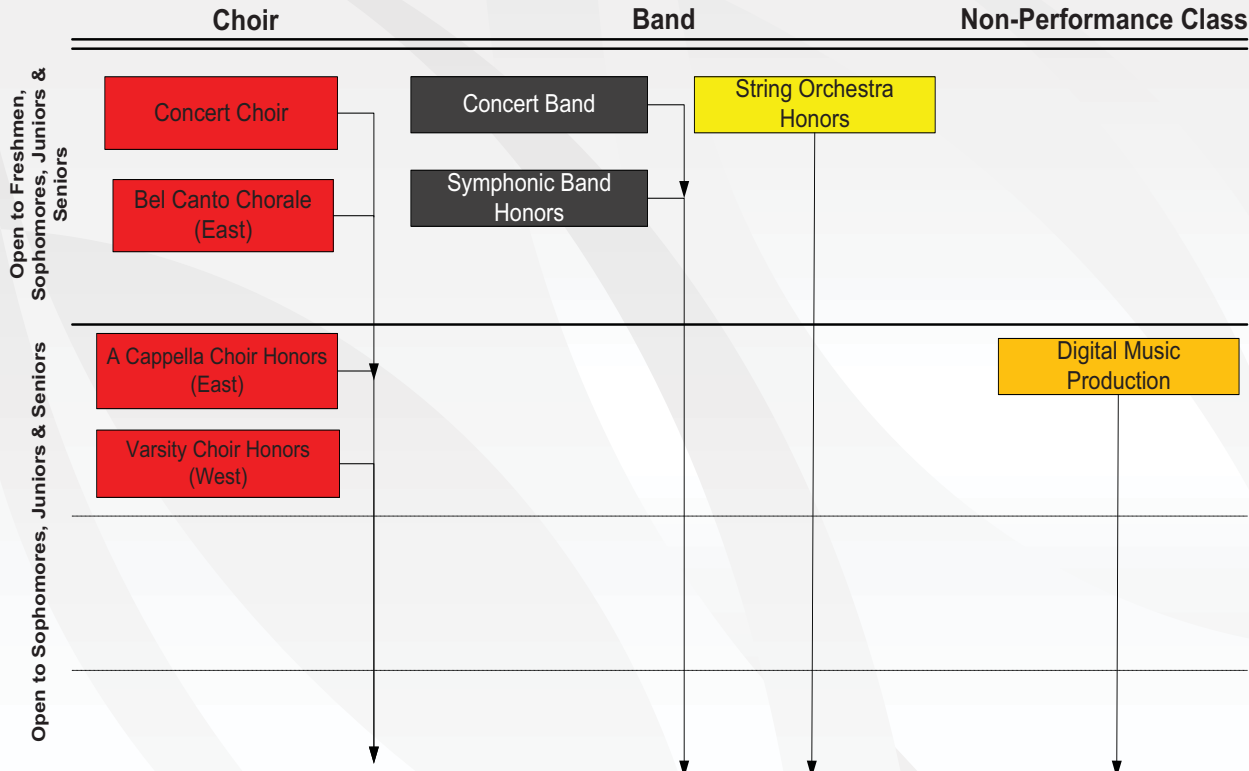 Choir
Band
Non-Performance Class
Open to Freshmen,
Sophomores, Juniors &
Seniors
Concert Choir
Concert Band
String Orchestra
Honors
Bel Canto Chorale
(East)
Symphonic Band
Honors
Open to Sophomores, Juniors & Seniors
A Cappella Choir Honors
(East)
Digital Music
Production
Varsity Choir Honors
(West)